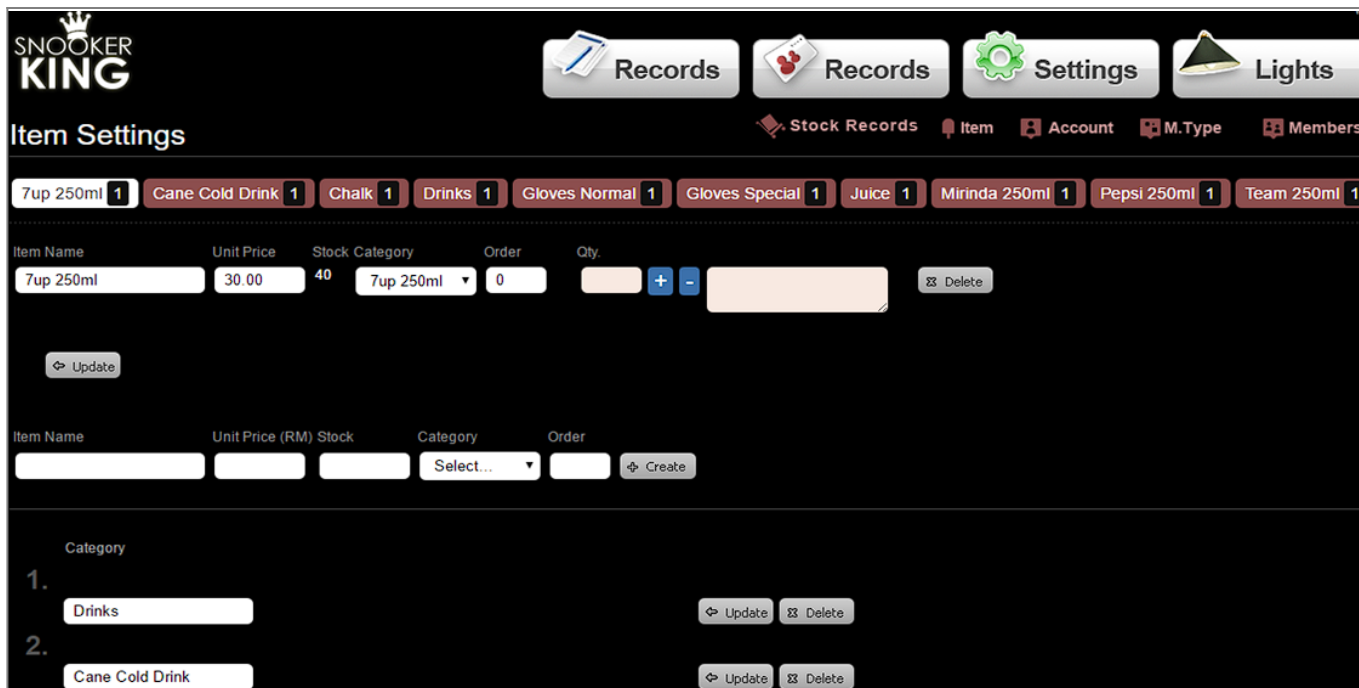 SNOOKER
KING
Records
Records
Settings
Lights
Item Settings
Stock Records
Item
Account
M.Type
Members
7up 250ml 1
Cane Cold Drink 1
Chalk 1
Drinks 1
Gloves Normal 1
Gloves Special 1
Juice 1
Mirinda 250ml 1
Pepsi 250ml 1
Team 250ml 1
Item Name Unit Price Stock Category Order Qty.
7up 250ml 30.00 40 7up 250ml 0 + - Delete
Update
Item Name Unit Price (RM) Stock Category Order
Select... Create
Category
1.
Drinks Update Delete
2.
Cane Cold Drink Update Delete